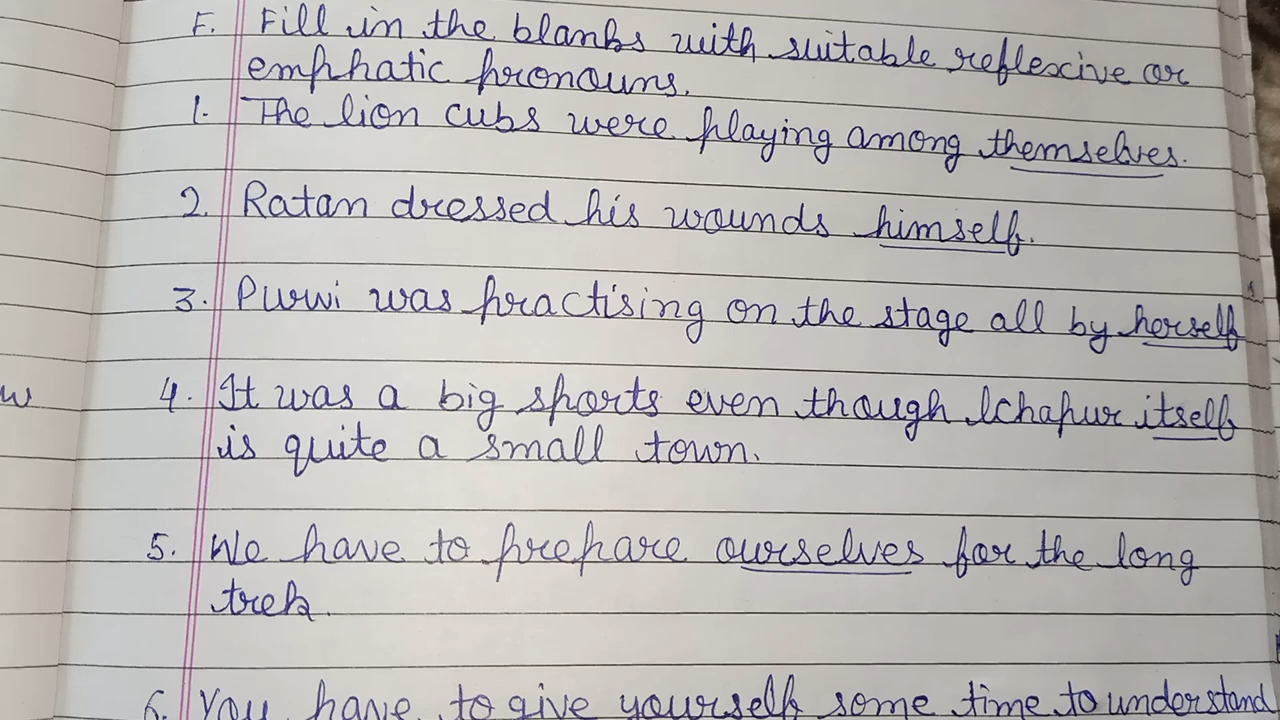 F. Fill in the blanks with suitable reflexive or
emphatic pronouns.
1. The lion cubs were playing among themselves.
2. Ratan dressed his wounds himself.
3. Purvi was practising on the stage all by herself
4. It was a big sports even though Ichapur itself
is quite a small town.
w
5. We have to prepare ourselves for the long
trek.
6. You have to give yourself some time to understand